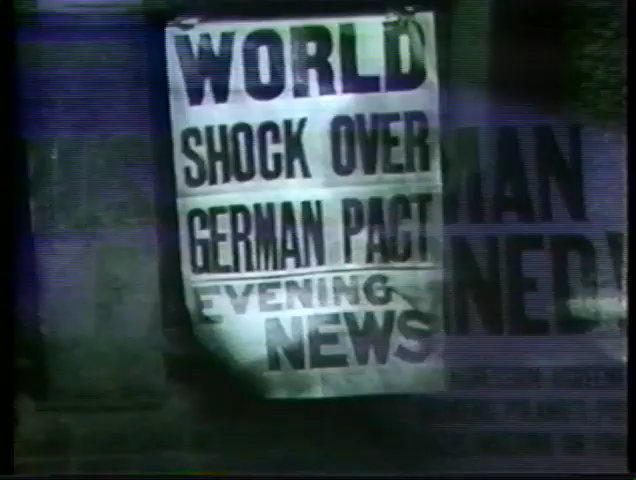 WORLD
SHOCK OVER
GERMAN PACT
EVENING
NEWS
MAN
NED!